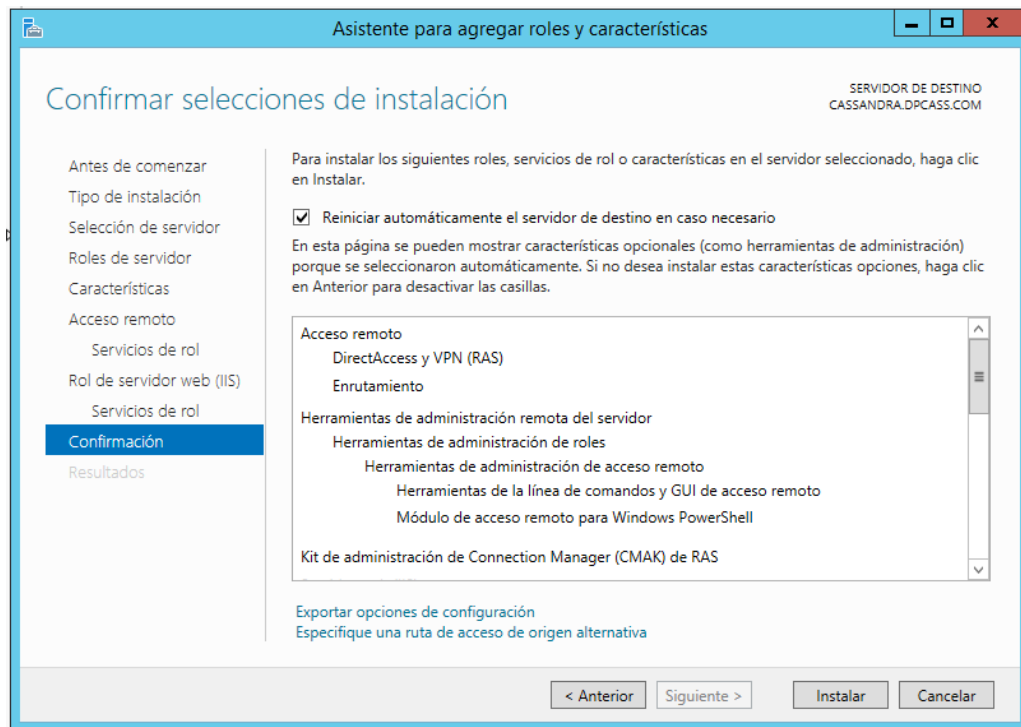 Asistente para agregar roles y características
Confirmar selecciones de instalación
SERVIDOR DE DESTINO
CASSANDRA.DPCASS.COM
Antes de comenzar
Tipo de instalación
Selección de servidor
Roles de servidor
Características
Acceso remoto
Servicios de rol
Rol de servidor web (IIS)
Servicios de rol
Confirmación
Resultados
Para instalar los siguientes roles, servicios de rol o características en el servidor seleccionado, haga clic
en Instalar.
Reiniciar automáticamente el servidor de destino en caso necesario
En esta página se pueden mostrar características opcionales (como herramientas de administración)
porque se seleccionaron automáticamente. Si no desea instalar estas características opciones, haga clic
en Anterior para desactivar las casillas.
Acceso remoto
DirectAccess y VPN (RAS)
Enrutamiento
Herramientas de administración remota del servidor
Herramientas de administración de roles
Herramientas de administración de acceso remoto
Herramientas de la línea de comandos y GUI de acceso remoto
Módulo de acceso remoto para Windows PowerShell
Kit de administración de Connection Manager (CMAK) de RAS
Exportar opciones de configuración
Especifique una ruta de acceso de origen alternativa
< Anterior
Siguiente >
Instalar
Cancelar